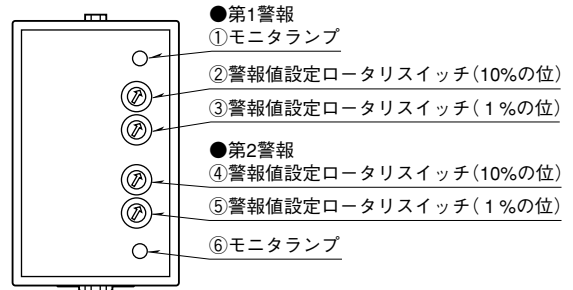 ●第1警報
①モニタランプ
②警報値設定ロータリスイッチ(10%の位)
③警報値設定ロータリスイッチ( 1 %の位)
●第2警報
④警報値設定ロータリスイッチ(10%の位)
⑤警報値設定ロータリスイッチ( 1 %の位)
⑥モニタランプ